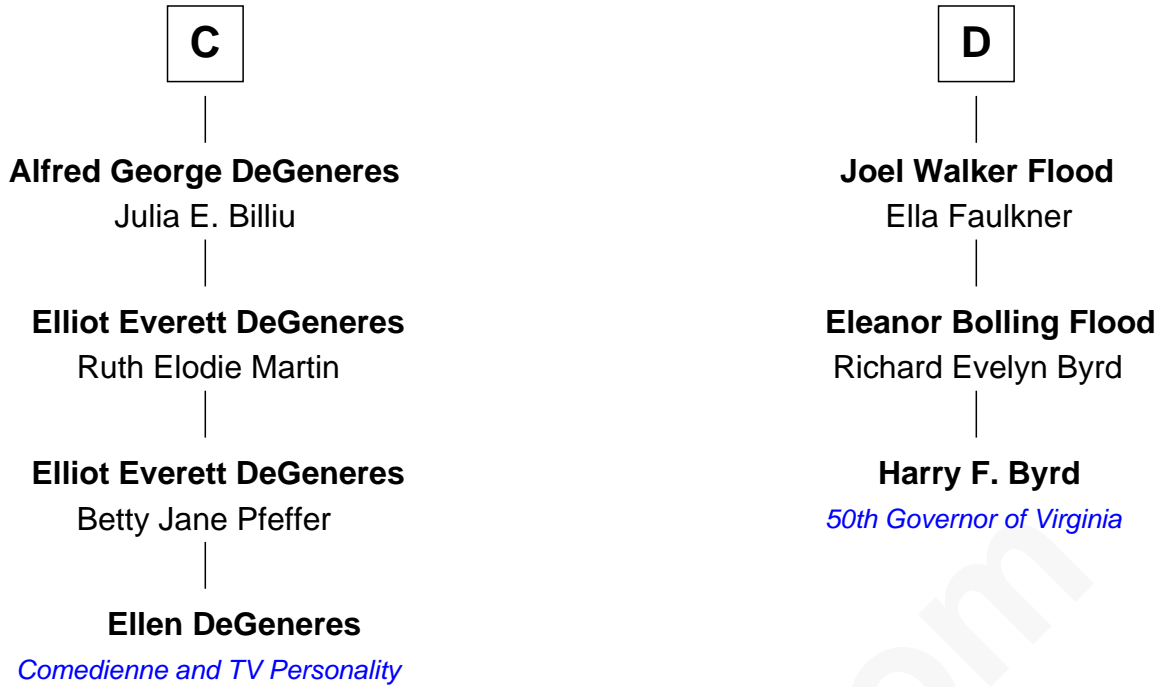 C
Alfred George DeGeneres
Julia E. Billiu
Elliot Everett DeGeneres
Ruth Elodie Martin
Elliot Everett DeGeneres
Betty Jane Pfeffer
Ellen DeGeneres
Comedienne and TV Personality
D
Joel Walker Flood
Ella Faulkner
Eleanor Bolling Flood
Richard Evelyn Byrd
Harry F. Byrd
50th Governor of Virginia
om